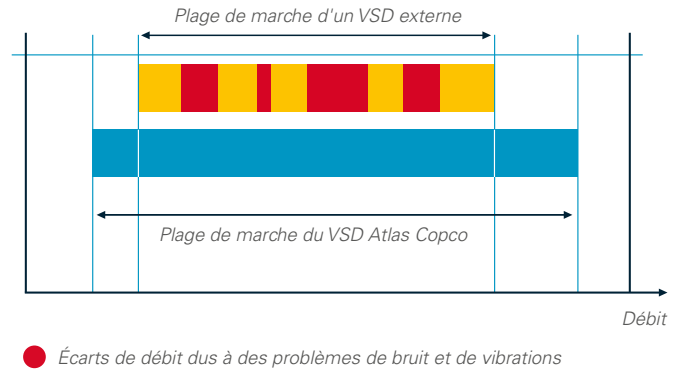 Plage de marche d'un VSD externe
Plage de marche du VSD Atlas Copco
Débit
Écarts de débit dus à des problèmes de bruit et de vibrations